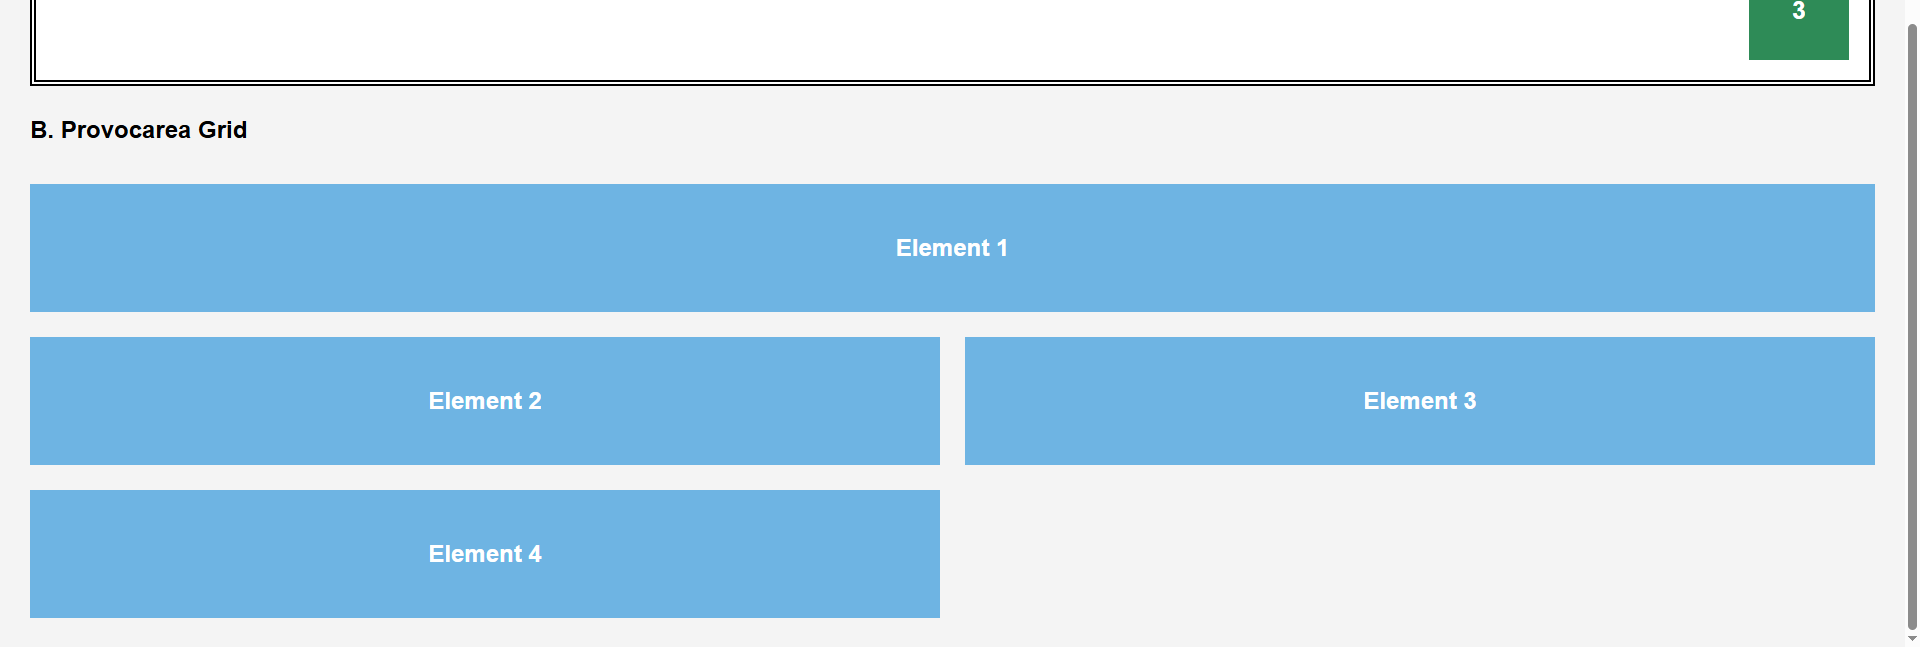 3
B. Provocarea Grid
Element 1
Element 2
Element 3
Element 4